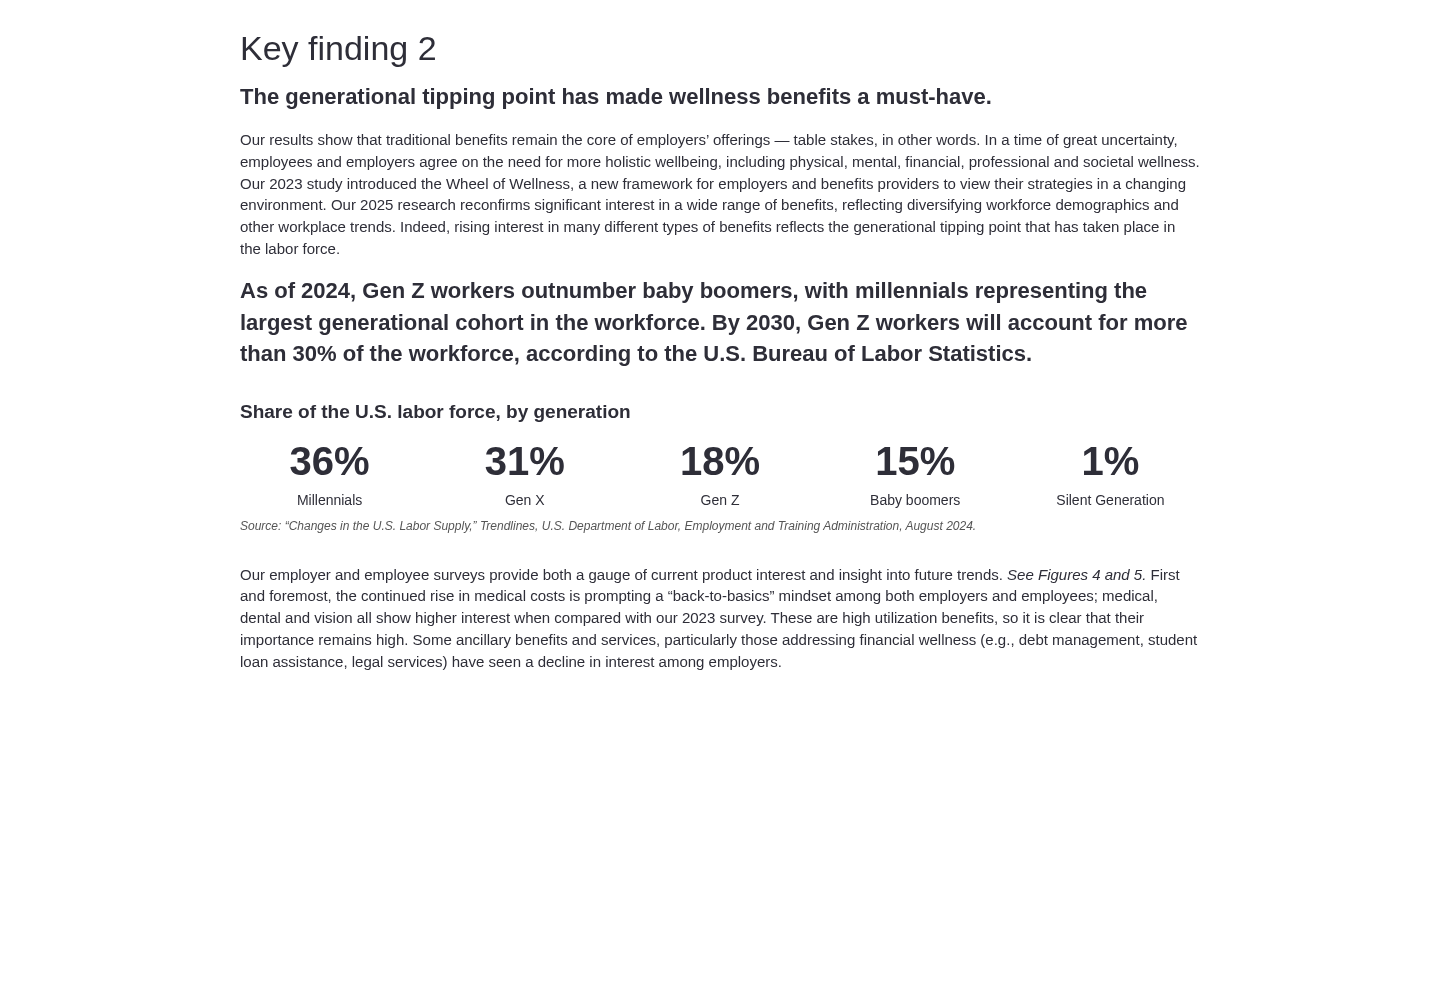 Key finding 2
The generational tipping point has made wellness benefits a must-have.
Our results show that traditional benefits remain the core of employers’ offerings — table stakes, in other words. In a time of great uncertainty,
employees and employers agree on the need for more holistic wellbeing, including physical, mental, financial, professional and societal wellness.
Our 2023 study introduced the Wheel of Wellness, a new framework for employers and benefits providers to view their strategies in a changing
environment. Our 2025 research reconfirms significant interest in a wide range of benefits, reflecting diversifying workforce demographics and
other workplace trends. Indeed, rising interest in many different types of benefits reflects the generational tipping point that has taken place in
the labor force.
As of 2024, Gen Z workers outnumber baby boomers, with millennials representing the
largest generational cohort in the workforce. By 2030, Gen Z workers will account for more
than 30% of the workforce, according to the U.S. Bureau of Labor Statistics.
Share of the U.S. labor force, by generation
36% 31% 18% 15% 1%
Millennials Gen X Gen Z Baby boomers Silent Generation
Source: “Changes in the U.S. Labor Supply,” Trendlines, U.S. Department of Labor, Employment and Training Administration, August 2024.
Our employer and employee surveys provide both a gauge of current product interest and insight into future trends. See Figures 4 and 5. First
and foremost, the continued rise in medical costs is prompting a “back-to-basics” mindset among both employers and employees; medical,
dental and vision all show higher interest when compared with our 2023 survey. These are high utilization benefits, so it is clear that their
importance remains high. Some ancillary benefits and services, particularly those addressing financial wellness (e.g., debt management, student
loan assistance, legal services) have seen a decline in interest among employers.